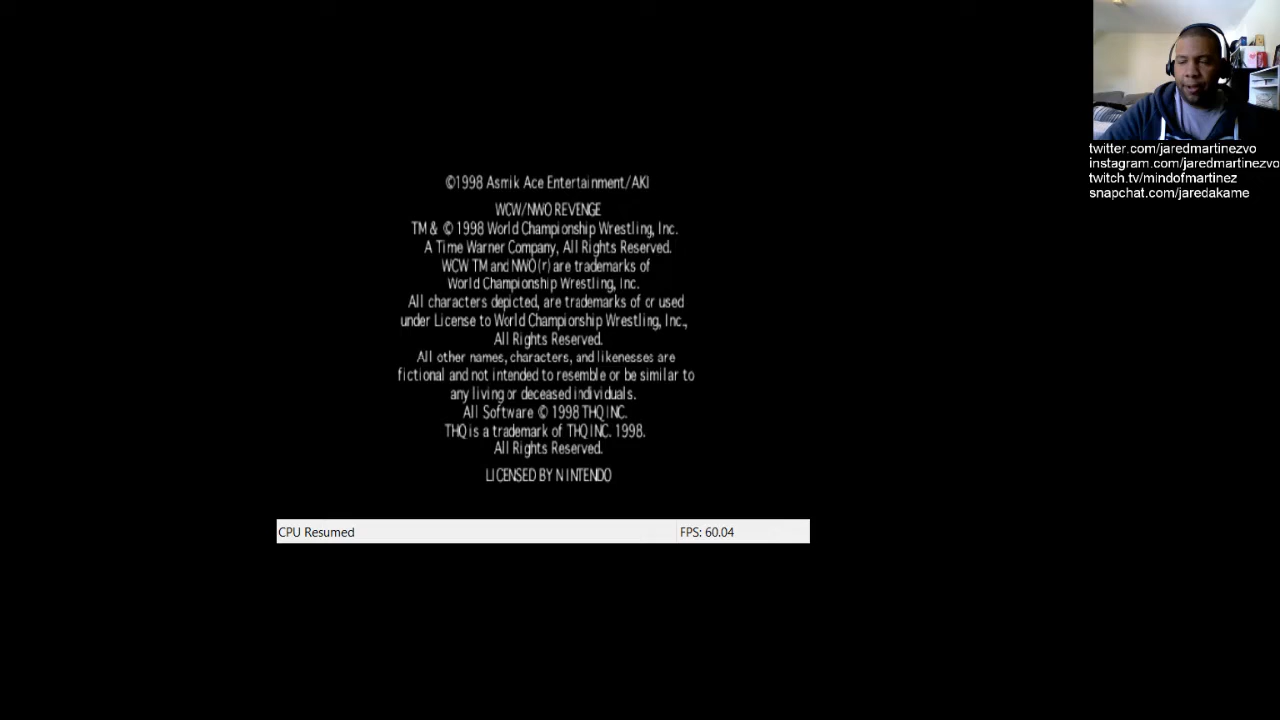 ©1998 Asmik Ace Entertainment/AKI
WCW/NWO REVENGE
TM & © 1998 World Championship Wrestling, Inc.
A Time Warner Company, All Rights Reserved.
WCW TM and NWO(r) are trademarks of
World Championship Wrestling, Inc.
All characters depicted, are trademarks of or used
under License to World Championship Wrestling, Inc.,
All Rights Reserved.
All other names, characters, and likenesses are
fictional and not intended to resemble or be similar to
any living or deceased individuals.
All Software © 1998 THQ INC.
THQ is a trademark of THQ INC. 1998.
All Rights Reserved.
LICENSED BY NINTENDO
CPU Resumed
FPS: 60.04
twitter.com/jaredmartinezvo
instagram.com/jaredmartinezvo
twitch.tv/mindofmartinez
snapchat.com/jaredakame